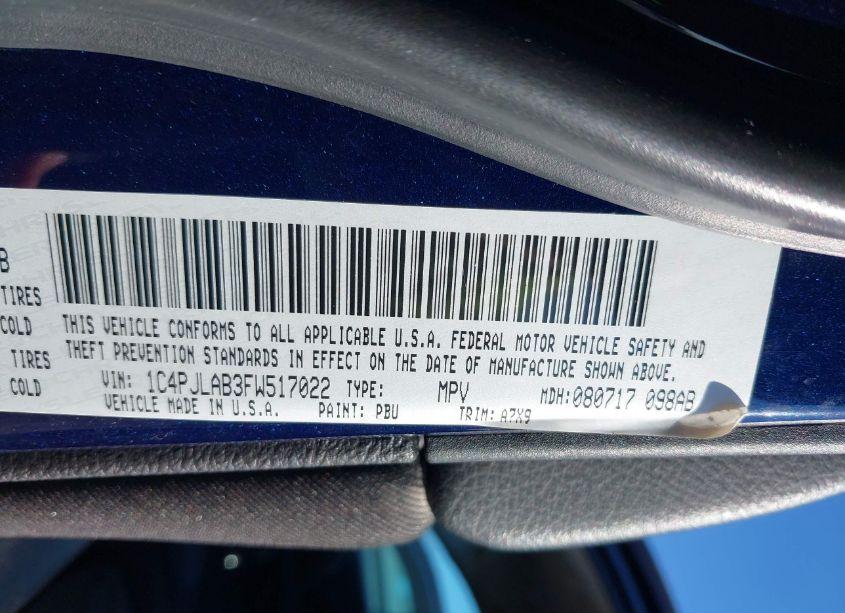 B
TIRES
COLD
TIRES
COLD
THIS VEHICLE CONFORMS TO ALL APPLICABLE U.S.A. FEDERAL MOTOR VEHICLE SAFETY AND
THEFT PREVENTION STANDARDS IN EFFECT ON THE DATE OF MANUFACTURE SHOWN ABOVE.
VIN: 1C4PJLAB3FW517022 TYPE: MPV MDH:080717 098AB
VEHICLE MADE IN U.S.A. PAINT: PBU TRIM: A7X9